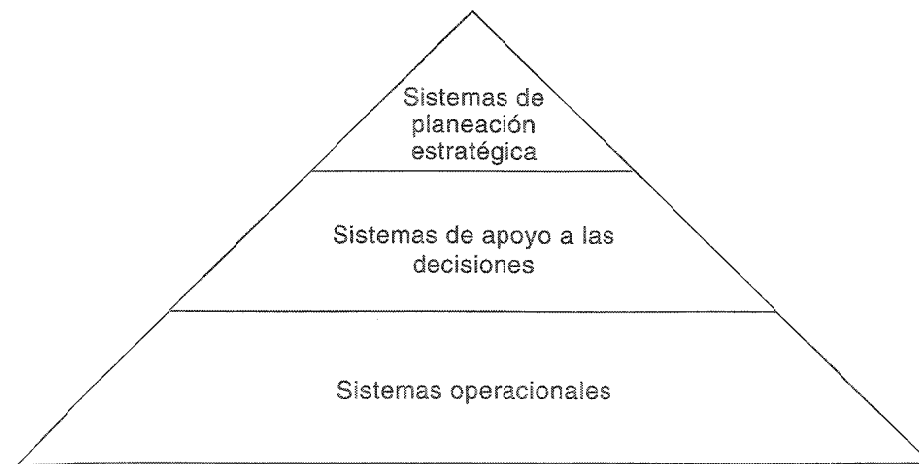 Sistemas de
planeación
estratégica
Sistemas de apoyo a las
decisiones
Sistemas operacionales